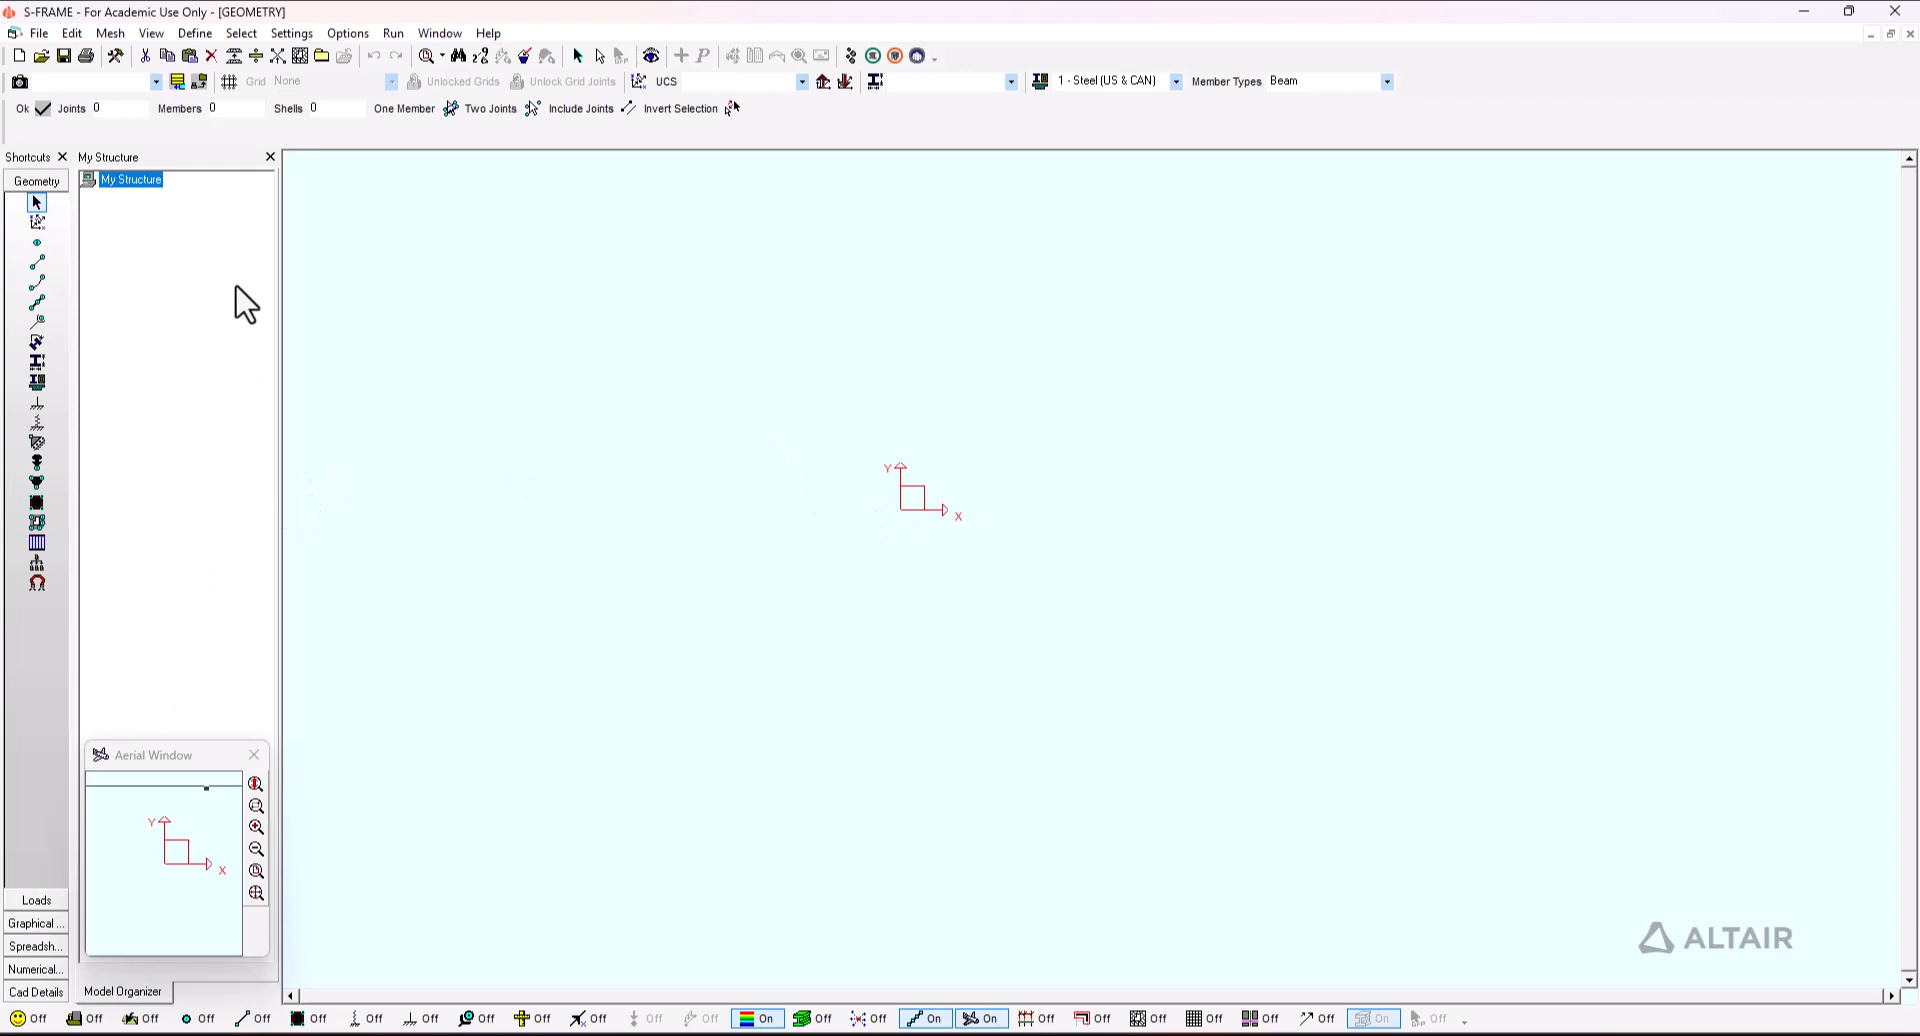 S-FRAME - For Academic Use Only - [GEOMETRY]
File Edit Mesh View Define Select Settings Options Run Window Help
Grid None Unlocked Grids Unlock Grid Joints UCS 1 - Steel (US & CAN) Member Types Beam
Ok Joints 0 Members 0 Shells 0 One Member Two Joints Include Joints Invert Selection
Shortcuts My Structure
Geometry My Structure
Y
X
Aerial Window
Y
X
Loads
Graphical ...
Spreadsh...
Numerical...
Cad Details
Model Organizer
ALTAIR
Off Off Off Off Off Off Off Off Off Off Off Off Off On Off Off On On Off Off Off Off Off Off On Off